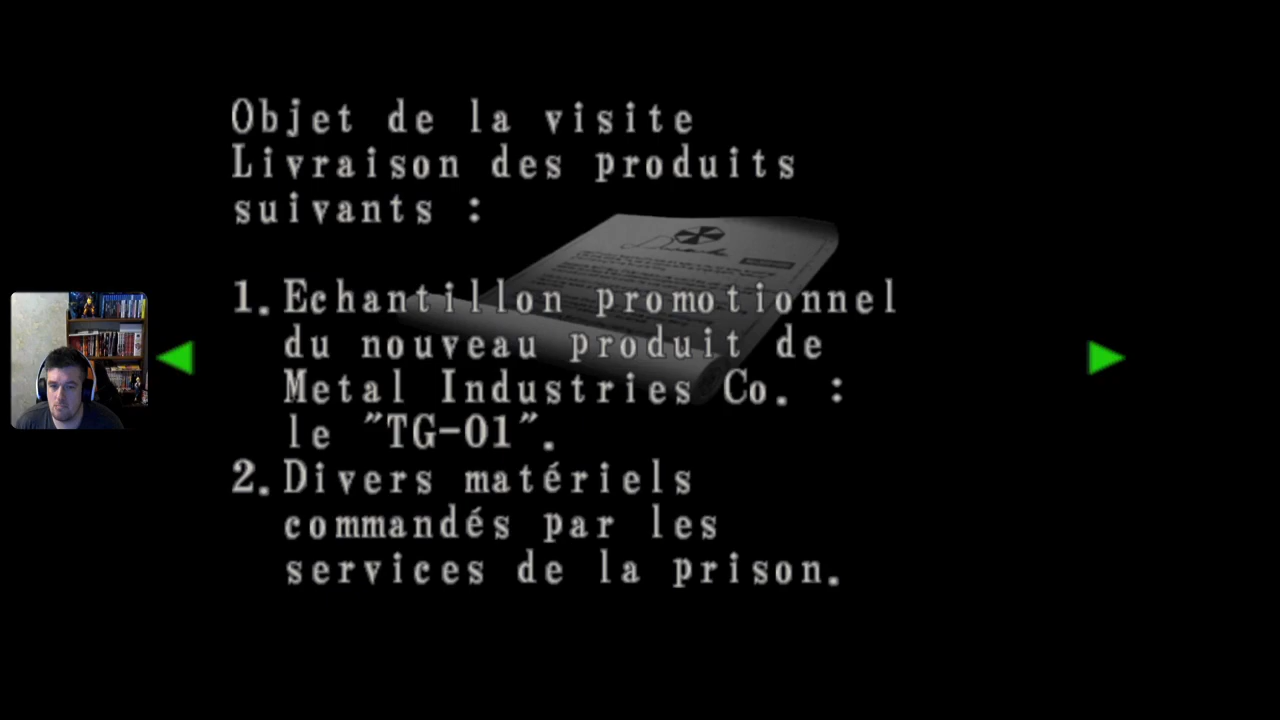 Objet de la visite
Livraison des produits
suivants :
1. Echantillon promotionnel
du nouveau produit de
Metal Industries Co. :
le "TG-01".
2. Divers matériels
commandés par les
services de la prison.